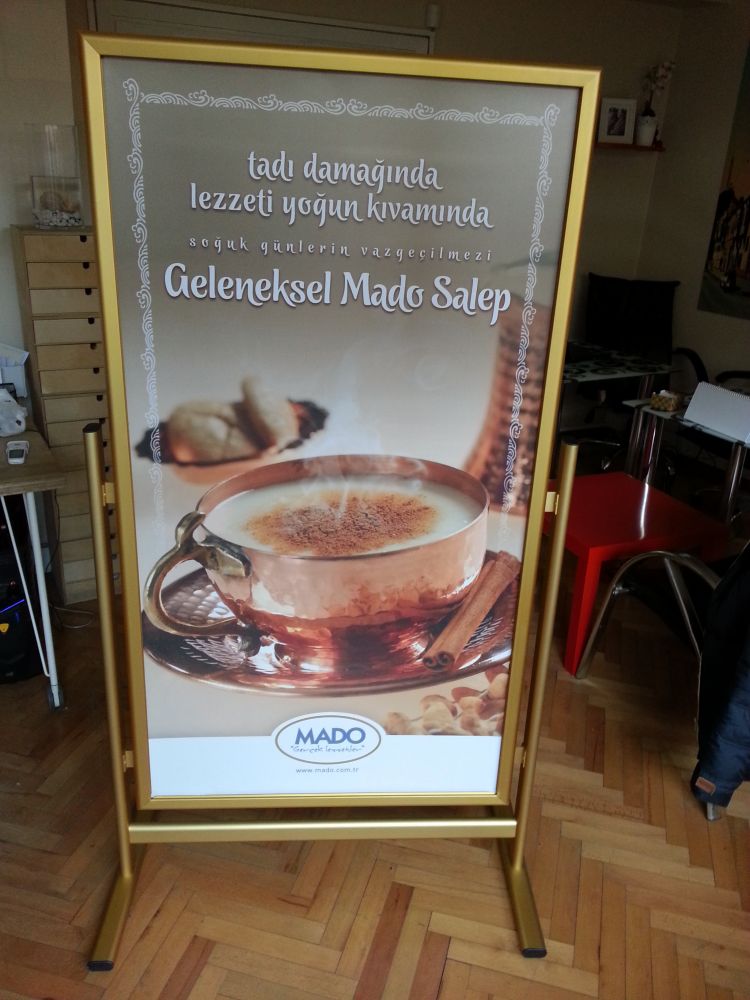 tadı damağında
lezzeti yoğun kıvamında
soğuk günlerin vazgeçilmezi
Geleneksel Mado Salep
MADO
"Gerçek lezzetler"
www.mado.com.tr